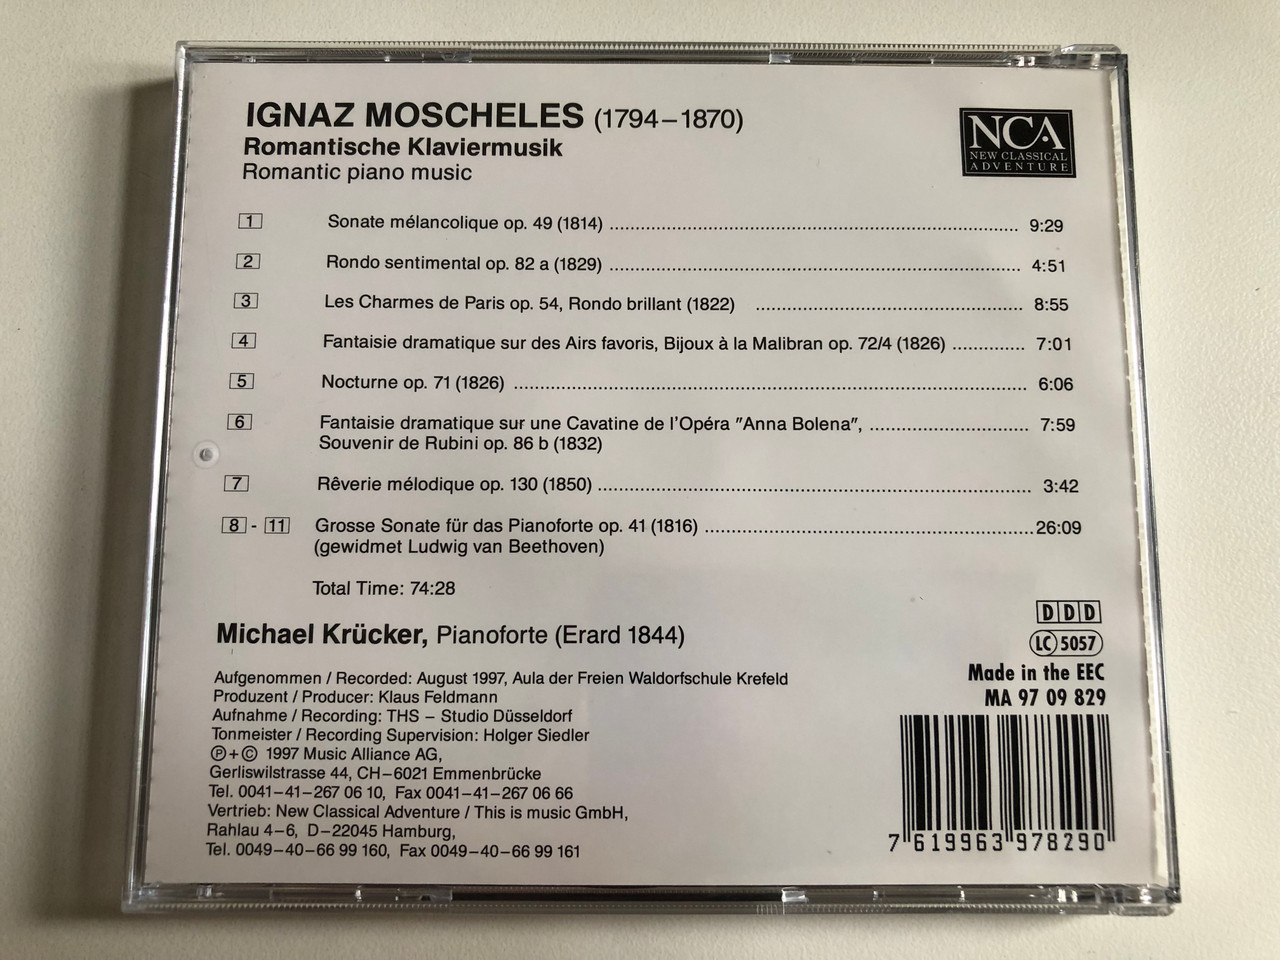 IGNAZ MOSCHELES (1794–1870)
Romantische Klaviermusik
Romantic piano music
NCA
NEW CLASSICAL
ADVENTURE
1 Sonate mélancolique op. 49 (1814) 9:29
2 Rondo sentimental op. 82 a (1829) 4:51
3 Les Charmes de Paris op. 54, Rondo brillant (1822) 8:55
4 Fantaisie dramatique sur des Airs favoris, Bijoux à la Malibran op. 72/4 (1826) 7:01
5 Nocturne op. 71 (1826) 6:06
6 Fantaisie dramatique sur une Cavatine de l'Opéra "Anna Bolena", 7:59
Souvenir de Rubini op. 86 b (1832)
7 Rêverie mélodique op. 130 (1850) 3:42
8 - 11 Grosse Sonate für das Pianoforte op. 41 (1816) 26:09
(gewidmet Ludwig van Beethoven)
Total Time: 74:28
Michael Krücker, Pianoforte (Erard 1844)
Aufgenommen / Recorded: August 1997, Aula der Freien Waldorfschule Krefeld
Produzent / Producer: Klaus Feldmann
Aufnahme / Recording: THS – Studio Düsseldorf
Tonmeister / Recording Supervision: Holger Siedler
℗+© 1997 Music Alliance AG,
Gerliswilstrasse 44, CH–6021 Emmenbrücke
Tel. 0041–41–267 06 10, Fax 0041–41–267 06 66
Vertrieb: New Classical Adventure / This is music GmbH,
Rahlau 4–6, D–22045 Hamburg,
Tel. 0049–40–66 99 160, Fax 0049–40–66 99 161
DDD
LC 5057
Made in the EEC
MA 97 09 829
7 619963 978290